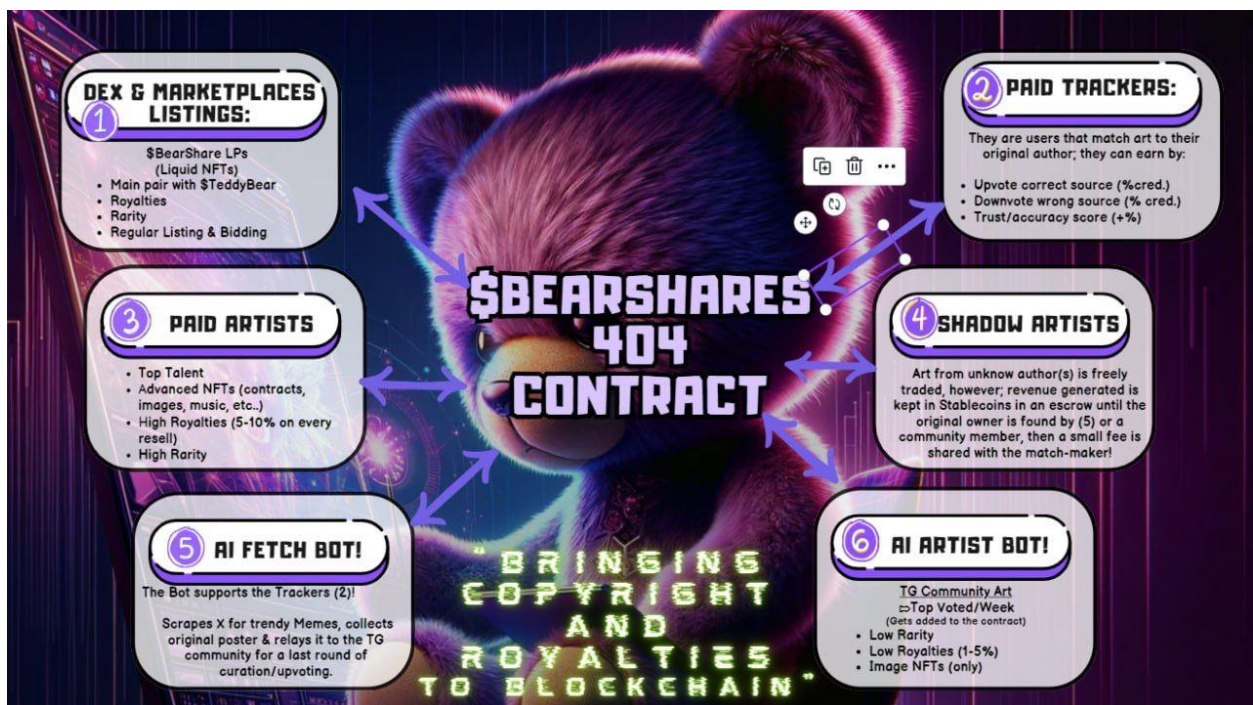 DEX & MARKETPLACES
LISTINGS:
1
$BearShare LPs
(Liquid NFTs)
• Main pair with $TeddyBear
• Royalties
• Rarity
• Regular Listing & Bidding
2 PAID TRACKERS:
They are users that match art to their
original author; they can earn by:
• Upvote correct source (%cred.)
• Downvote wrong source (% cred.)
• Trust/accuracy score (+%)
$BEARSHARES
404
CONTRACT
3 PAID ARTISTS
• Top Talent
• Advanced NFTs (contracts,
images, music, etc..)
• High Royalties (5-10% on every
resell)
• High Rarity
4 SHADOW ARTISTS
Art from unknow author(s) is freely
traded, however; revenue generated is
kept in Stablecoins in an escrow until the
original owner is found by (5) or a
community member, then a small fee is
shared with the match-maker!
5 AI FETCH BOT!
The Bot supports the Trackers (2)!
Scrapes X for trendy Memes, collects
original poster & relays it to the TG
community for a last round of
curation/upvoting.
6 AI ARTIST BOT!
TG Community Art
⇨Top Voted/Week
(Gets added to the contract)
• Low Rarity
• Low Royalties (1-5%)
• Image NFTs (only)
"BRINGING
COPYRIGHT
AND
ROYALTIES
TO BLOCKCHAIN"